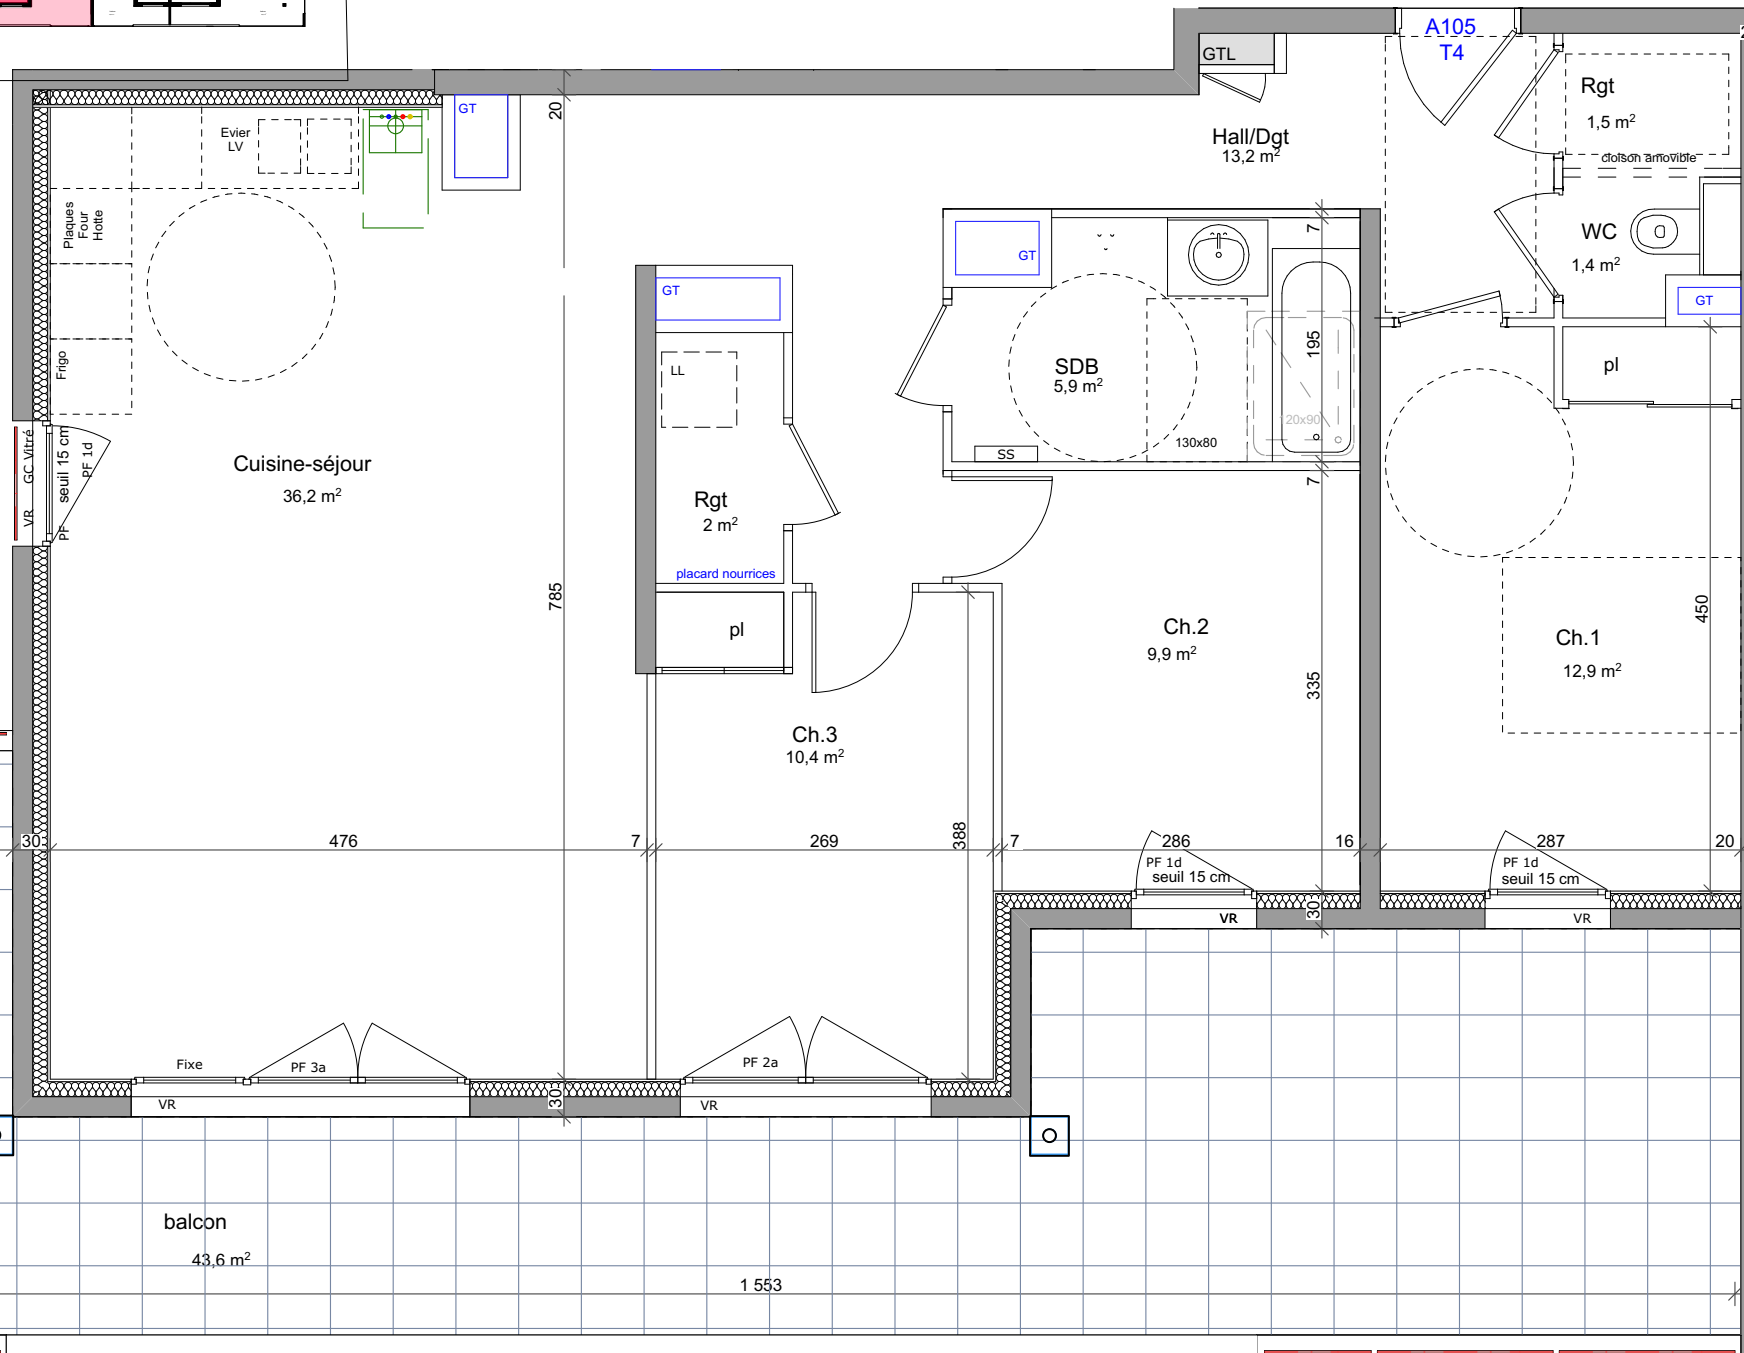 A105
T4
GTL
Rgt
1,5 m²
cloison amovible
Hall/Dgt
13,2 m²
WC
1,4 m²
GT
pl
GT
20
Evier
LV
Plaques
Four
Hotte
Frigo
GC Vitré
VR
seuil 15 cm
PF
PF 1d
Cuisine-séjour
36,2 m²
785
GT
LL
Rgt
2 m²
placard nourrices
pl
GT
7
195
SDB
5,9 m²
120x90
130x80
SS
7
Ch.2
9,9 m²
335
Ch.1
12,9 m²
450
Ch.3
10,4 m²
388
30
476
7
269
7
286
16
287
20
PF 1d
seuil 15 cm
VR
30
PF 1d
seuil 15 cm
VR
Fixe
PF 3a
VR
30
PF 2a
VR
balcon
43,6 m²
1 553